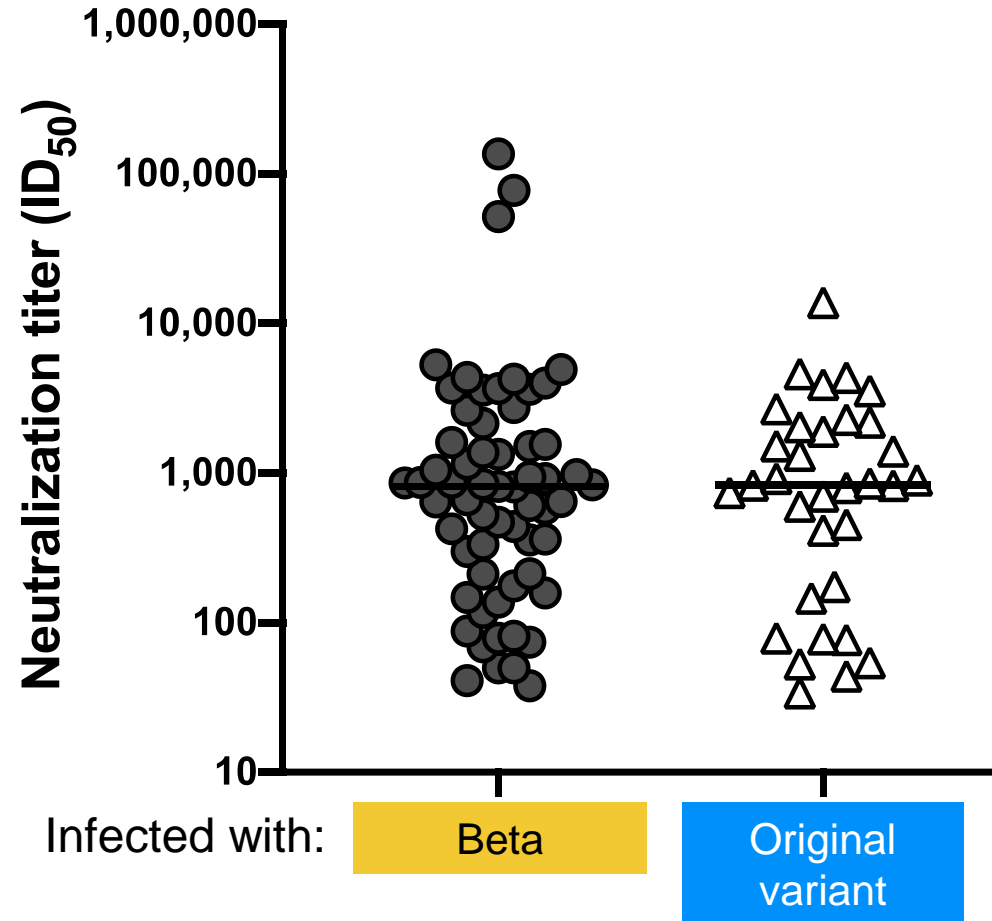 Neutralization titer (ID50)
1,000,000
100,000
10,000
1,000
100
10
Infected with:
Beta
Original
variant